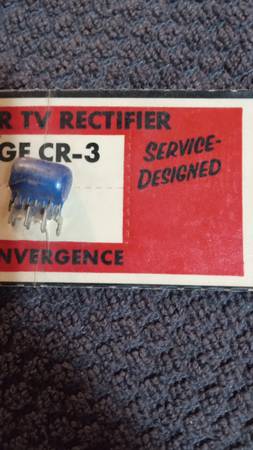 R TV RECTIFIER
GE CR-3
SERVICE-
DESIGNED
NVERGENCE